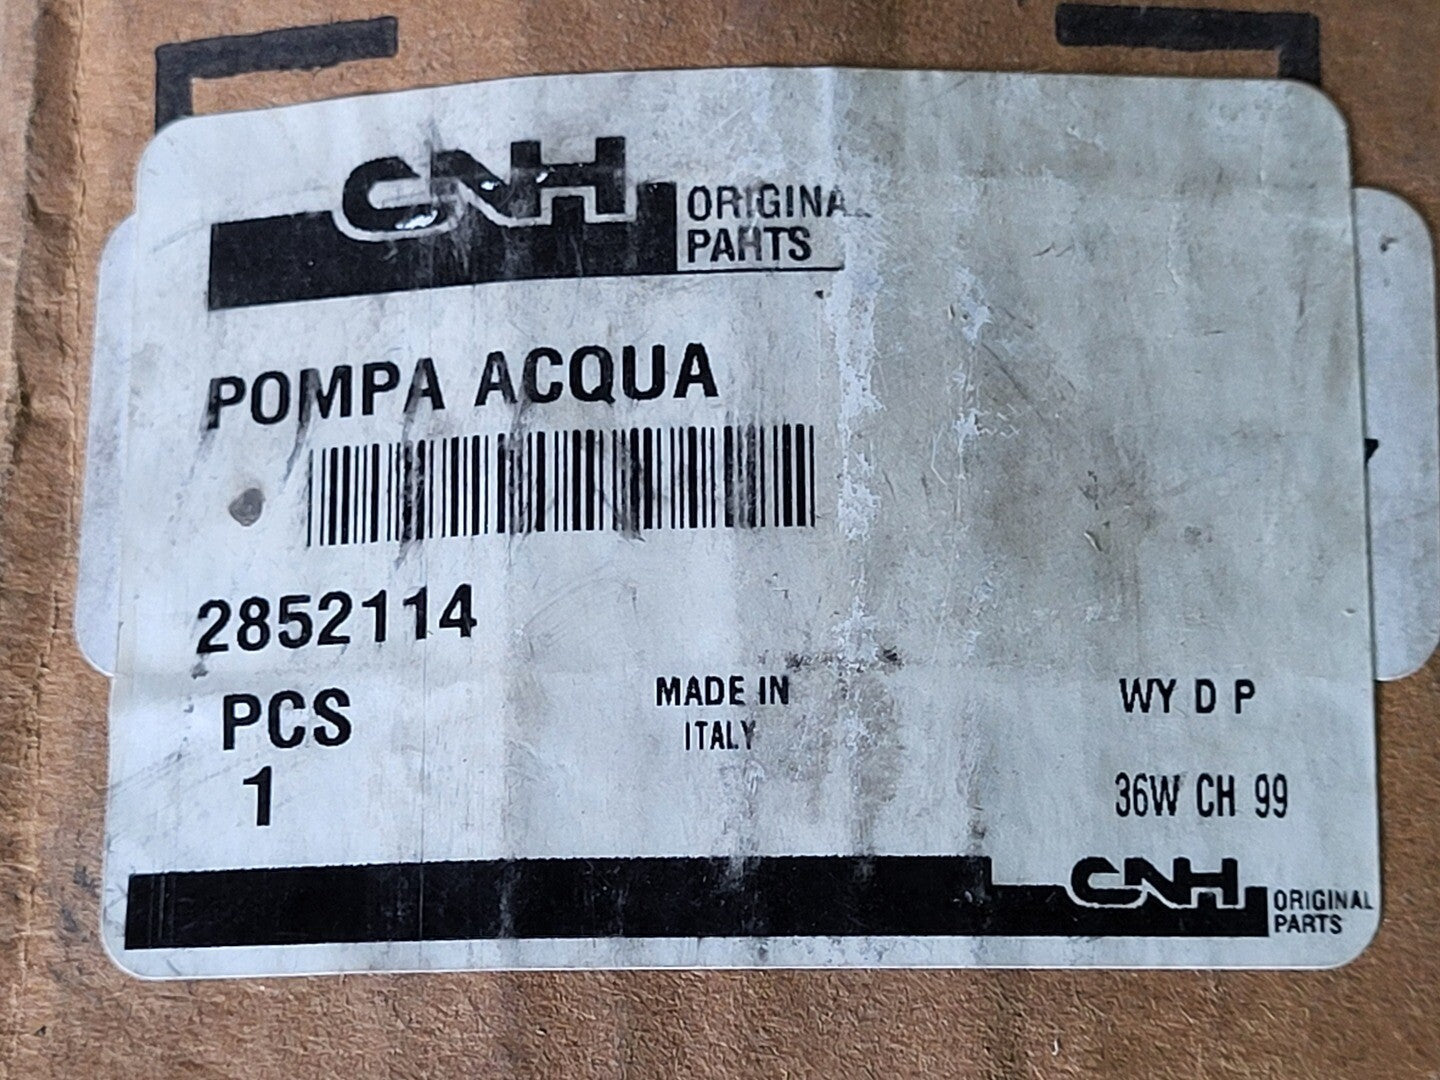 CNH ORIGINAL
PARTS
POMPA ACQUA
2852114
PCS
1
MADE IN
ITALY
WY D P
36W CH 99
CNH ORIGINAL
PARTS